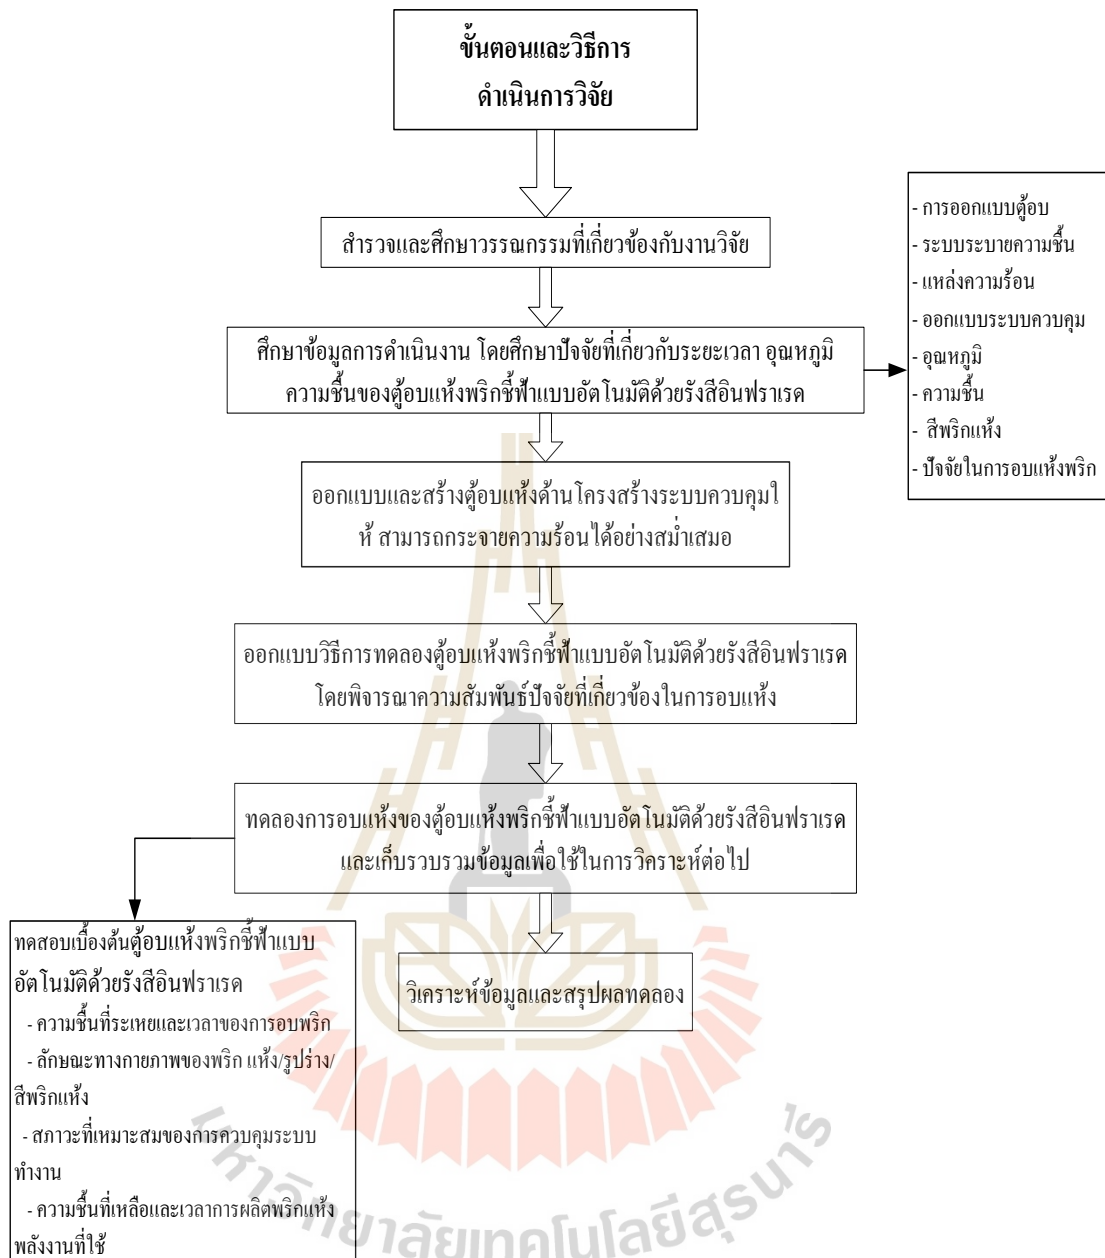 ขั้นตอนและวิธีการ
ดำเนินการวิจัย
สำรวจและศึกษาวรรณกรรมที่เกี่ยวข้องกับงานวิจัย
ศึกษาข้อมูลการดำเนินงาน โดยศึกษาปัจจัยที่เกี่ยวกับระยะเวลา อุณหภูมิ
ความชื้นของตู้อบแห้งพริกชี้ฟ้าแบบอัตโนมัติด้วยรังสีอินฟราเรด
- การออกแบบตู้อบ
- ระบบระบายความชื้น
- แหล่งความร้อน
- ออกแบบระบบควบคุม
- อุณหภูมิ
- ความชื้น
- สีพริกแห้ง
- ปัจจัยในการอบแห้งพริก
ออกแบบและสร้างตู้อบแห้งด้านโครงสร้างระบบควบคุมใ
ห้ สามารถกระจายความร้อนได้อย่างสม่ำเสมอ
ออกแบบวิธีการทดลองตู้อบแห้งพริกชี้ฟ้าแบบอัตโนมัติด้วยรังสีอินฟราเรด
โดยพิจารณาความสัมพันธ์ปัจจัยที่เกี่ยวข้องในการอบแห้ง
ทดลองการอบแห้งของตู้อบแห้งพริกชี้ฟ้าแบบอัตโนมัติด้วยรังสีอินฟราเรด
และเก็บรวบรวมข้อมูลเพื่อใช้ในการวิคราะห์ต่อไป
ทดสอบเบื้องต้นตู้อบแห้งพริกชี้ฟ้าแบบ
อัตโนมัติด้วยรังสีอินฟราเรด
- ความชื้นที่ระเหยและเวลาของการอบพริก
- ลักษณะทางกายภาพของพริก แห้ง/รูปร่าง/
สีพริกแห้ง
- สภาวะที่เหมาะสมของการควบคุมระบบ
ทำงาน
- ความชื้นที่เหลือและเวลาการผลิตพริกแห้ง
พลังงานที่ใช้
วิเคราะห์ข้อมูลและสรุปผลทดลอง
มหาวิทยาลัยเทคโนโลยีสุรนารี